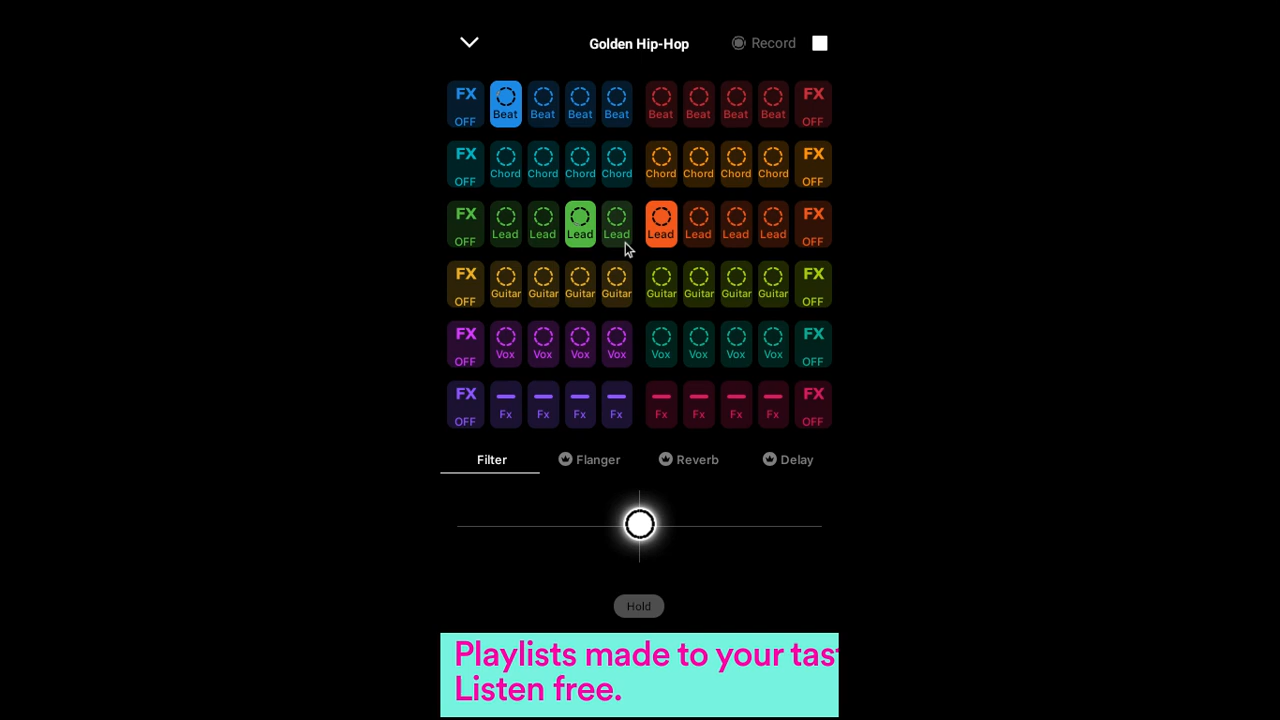 Golden Hip-Hop Record
FX Beat Beat Beat Beat Beat Beat Beat Beat FX
OFF OFF
FX Chord Chord Chord Chord Chord Chord Chord Chord FX
OFF OFF
FX Lead Lead Lead Lead Lead Lead Lead Lead FX
OFF OFF
FX Guitar Guitar Guitar Guitar Guitar Guitar Guitar Guitar FX
OFF OFF
FX Vox Vox Vox Vox Vox Vox Vox Vox FX
OFF OFF
FX Fx Fx Fx Fx Fx Fx Fx Fx FX
OFF OFF
Filter Flanger Reverb Delay
Hold
Playlists made to your tas
Listen free.